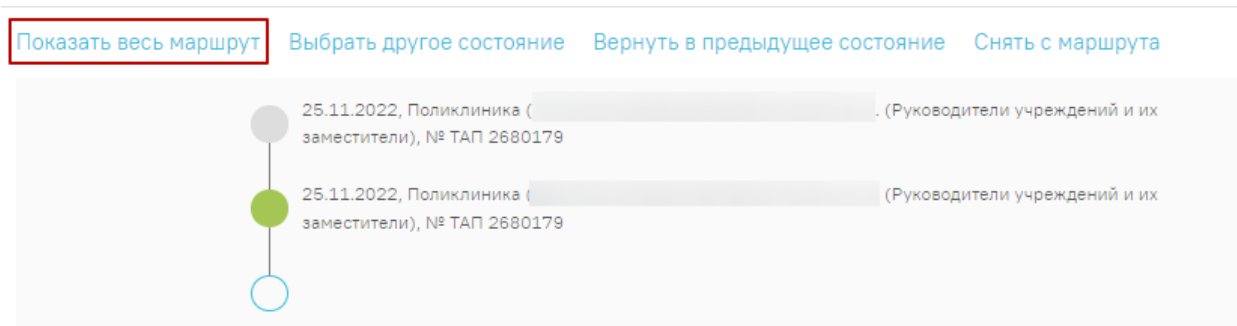 Показать весь маршрут Выбрать другое состояние Вернуть в предыдущее состояние Снять с маршрута
25.11.2022, Поликлиника ( . (Руководители учреждений и их
заместители), № ТАП 2680179
25.11.2022, Поликлиника ( (Руководители учреждений и их
заместители), № ТАП 2680179